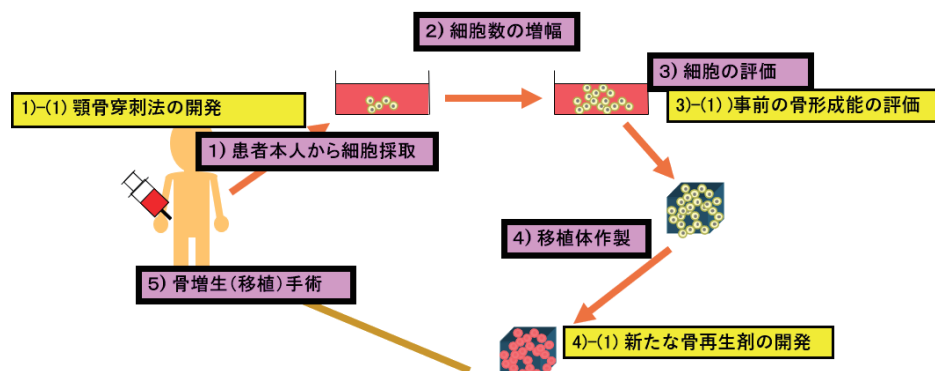 2) 細胞数の増幅
3) 細胞の評価
1)-(1) 顎骨穿刺法の開発
3)-(1) )事前の骨形成能の評価
1) 患者本人から細胞採取
4) 移植体作製
5) 骨増生(移植)手術
4)-(1) 新たな骨再生剤の開発